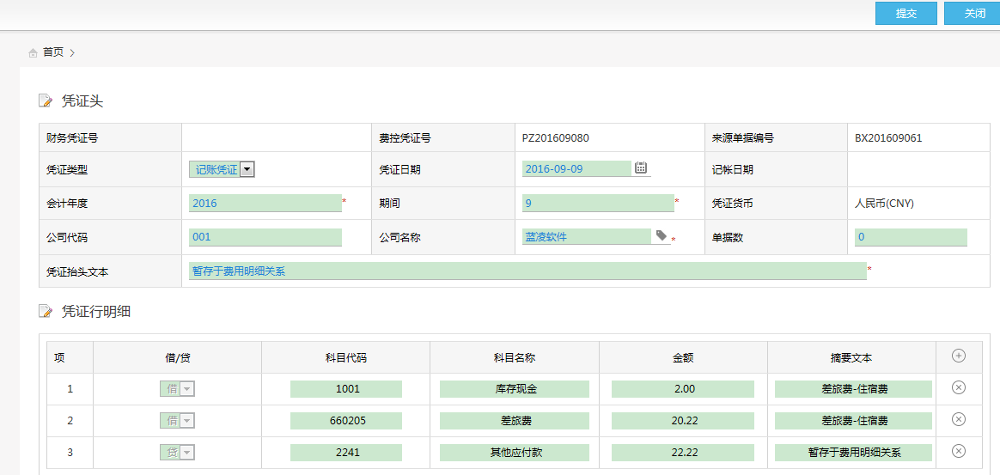 提交 关闭
首页
凭证头
财务凭证号 费控凭证号 PZ201609080 来源单据编号 BX201609061
凭证类型 记账凭证 凭证日期 2016-09-09 记帐日期
会计年度 2016 * 期间 9 * 凭证货币 人民币(CNY)
公司代码 001 公司名称 蓝凌软件 * 单据数 0
凭证抬头文本 暂存于费用明细关系 *
凭证行明细
项 借/贷 科目代码 科目名称 金额 摘要文本
1 借 1001 库存现金 2.00 差旅费-住宿费
2 借 660205 差旅费 20.22 差旅费-住宿费
3 贷 2241 其他应付款 22.22 暂存于费用明细关系